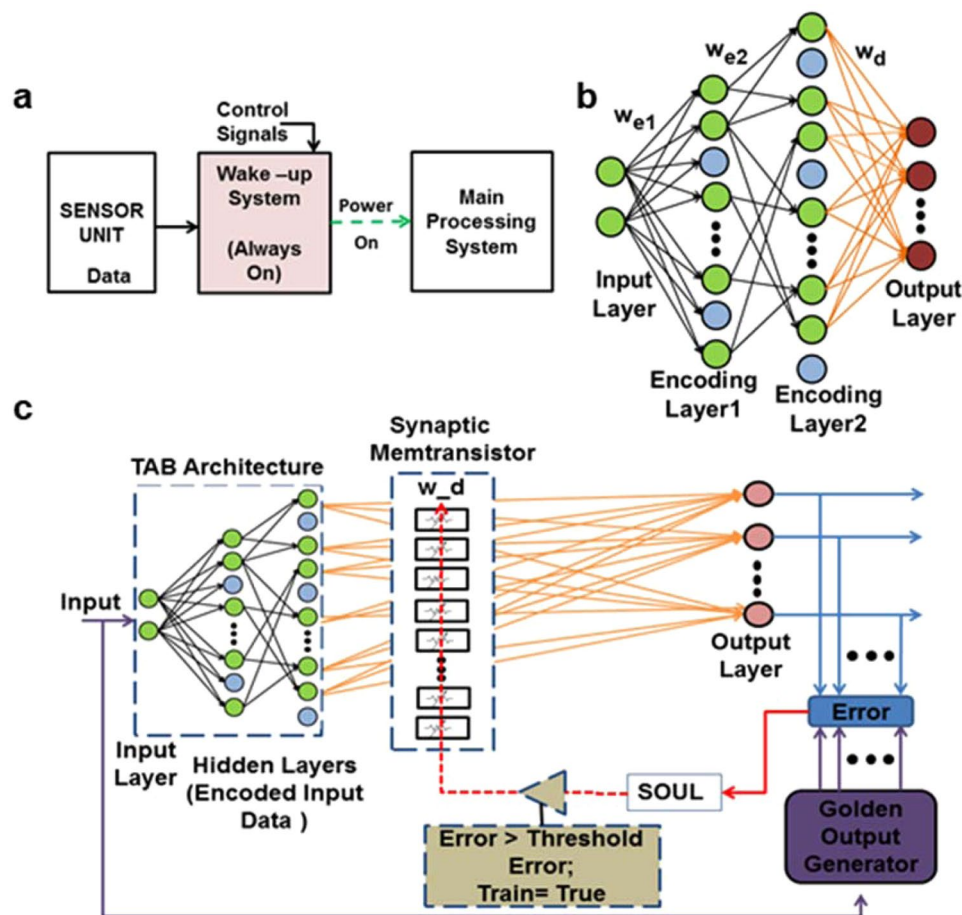 a
Control
Signals
SENSOR
UNIT
Data
Wake –up
System
(Always
On)
Power
On
Main
Processing
System
b
we1
we2
wd
Input
Layer
Encoding
Layer1
Encoding
Layer2
Output
Layer
c
TAB Architecture
Synaptic
Memtransistor
w_d
Input
Input
Layer
Hidden Layers
(Encoded Input
Data )
Output
Layer
Error
SOUL
Golden
Output
Generator
Error > Threshold
Error;
Train= True